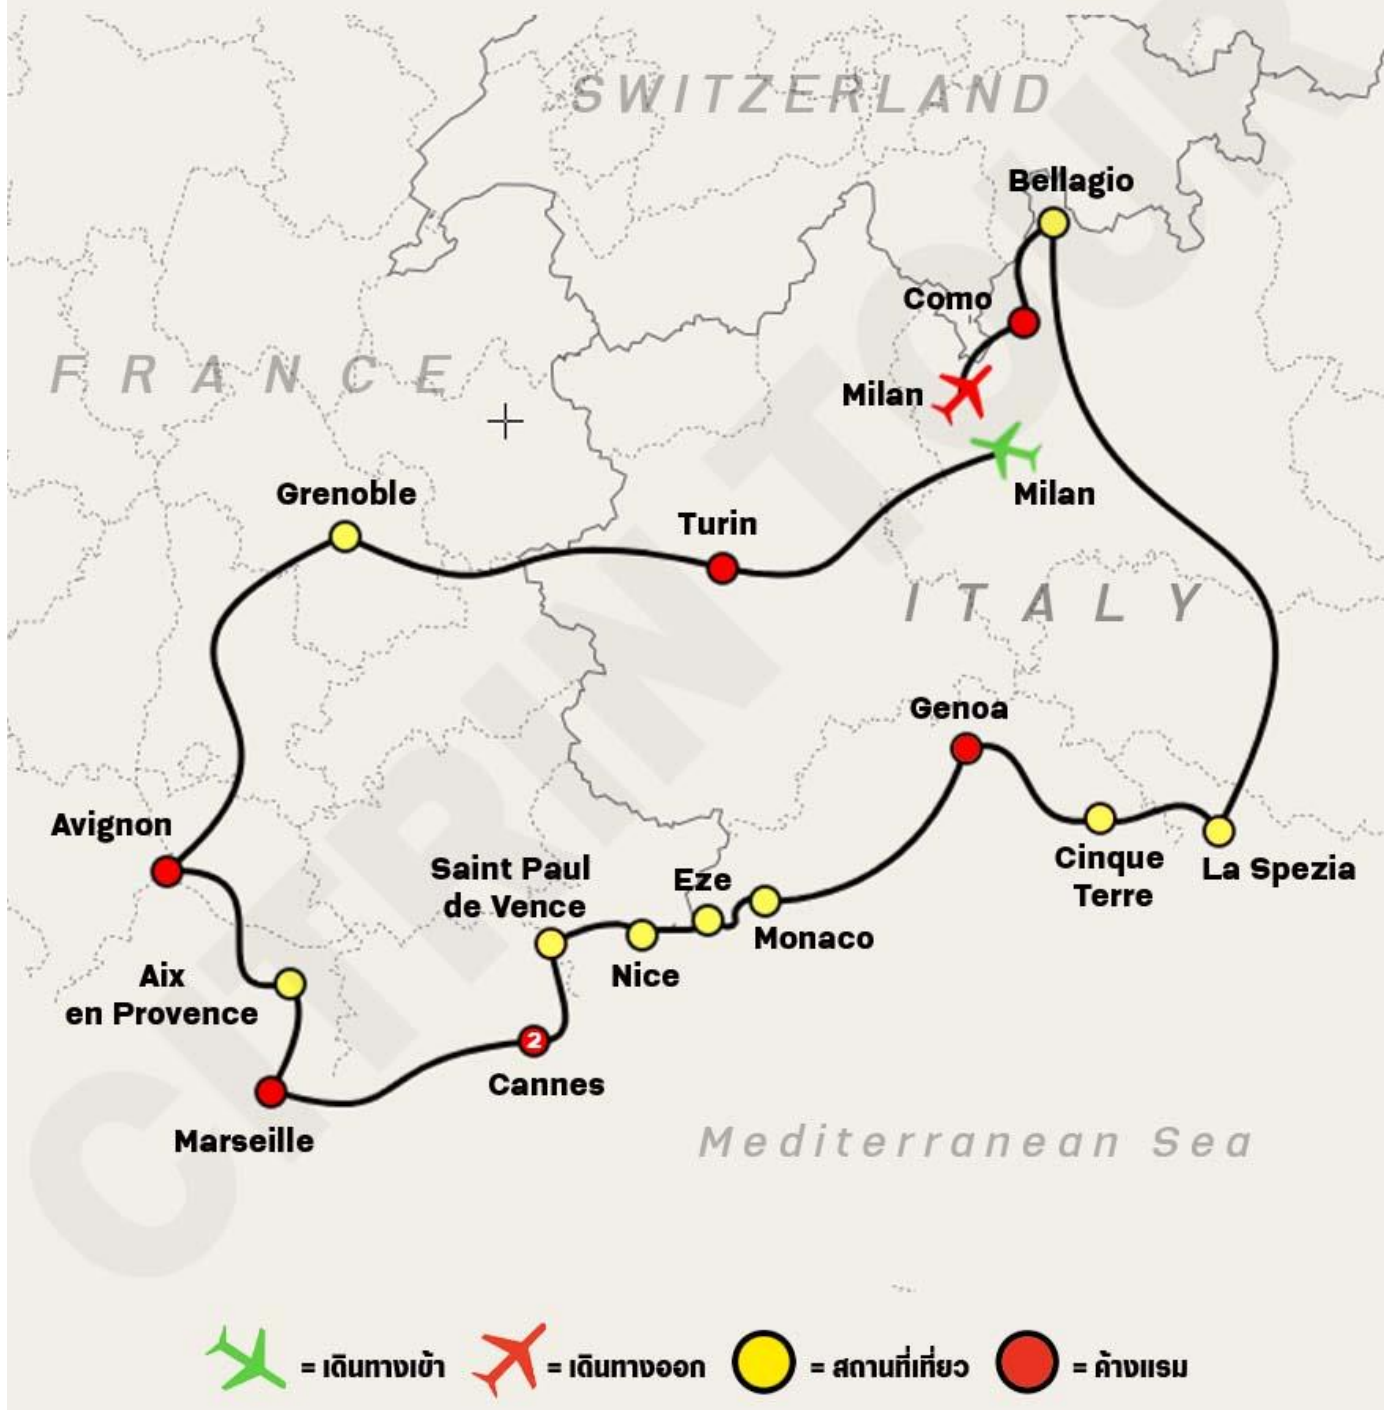 SWITZERLAND
Bellagio
Como
FRANCE
Milan
Grenoble
Milan
Turin
ITALY
Genoa
Avignon
Saint Paul
de Vence
Eze
Cinque
Terre
La Spezia
Monaco
Aix
en Provence
Nice
2
Cannes
Marseille
Mediterranean Sea
CITRIN TOUR
= เดินทางเข้า
= เดินทางออก
= สถานที่เที่ยว
= ค้างแรม